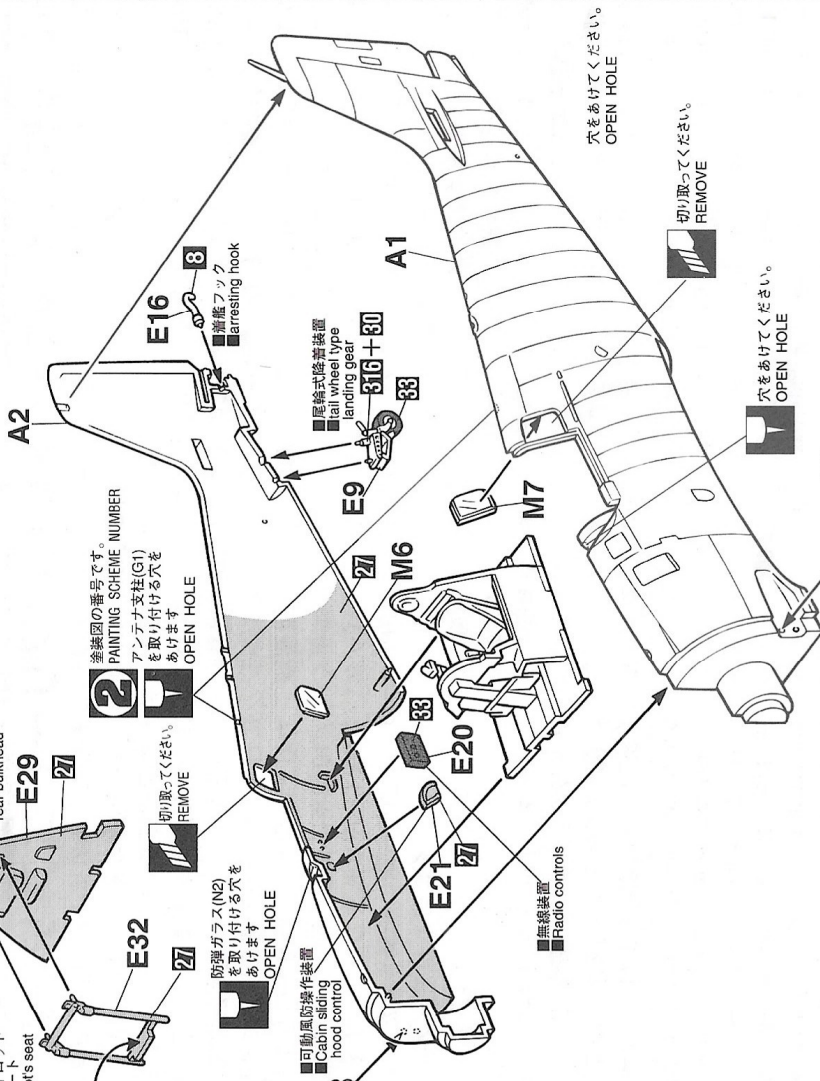 A2
E16
8
■着艦フック
■arresting hook
2
塗装図の番号です。
PAINTING SCHEME NUMBER
アンテナ支柱(G1)
を取り付ける穴を
あけます
OPEN HOLE
■尾輪式降着装置
■tail wheel type
landing gear
316+30
33
E9
27
M6
穴をあけてください。
OPEN HOLE
A1
切り取ってください。
REMOVE
M7
穴をあけてください。
OPEN HOLE
rear bulkhead
E29
27
切り取ってください。
REMOVE
E32
27
防弾ガラス(N2)
を取り付ける穴を
あけます
OPEN HOLE
33
E20
E21
27
■無線装置
■Radio controls
■可動風防操作装置
■Cabin sliding
hood control
ート
seat